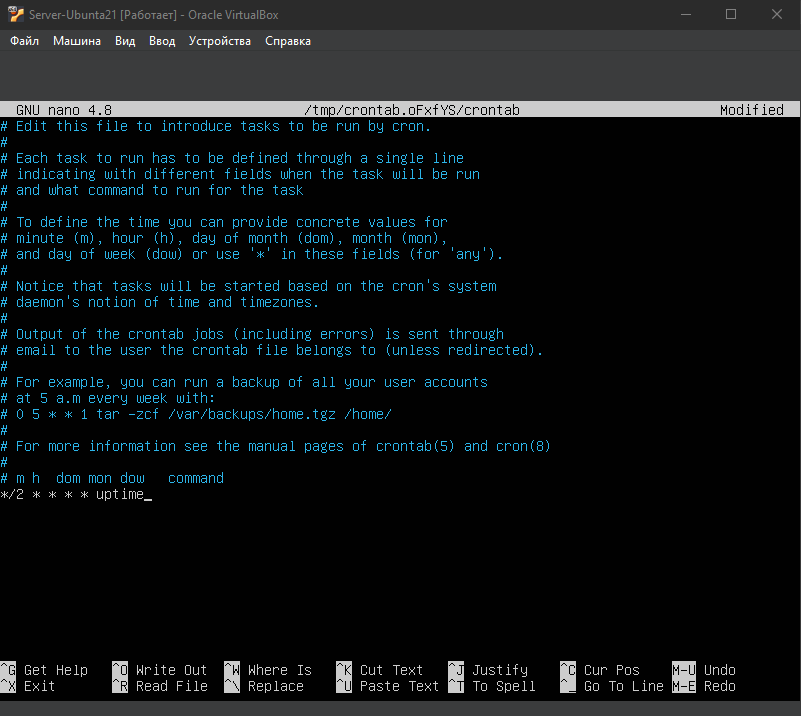 Server-Ubunta21 [Работает] - Oracle VirtualBox
Файл Машина Вид Ввод Устройства Справка
GNU nano 4.8 /tmp/crontab.oFxfYS/crontab Modified
# Edit this file to introduce tasks to be run by cron.
#
# Each task to run has to be defined through a single line
# indicating with different fields when the task will be run
# and what command to run for the task
#
# To define the time you can provide concrete values for
# minute (m), hour (h), day of month (dom), month (mon),
# and day of week (dow) or use '*' in these fields (for 'any').
#
# Notice that tasks will be started based on the cron's system
# daemon's notion of time and timezones.
#
# Output of the crontab jobs (including errors) is sent through
# email to the user the crontab file belongs to (unless redirected).
#
# For example, you can run a backup of all your user accounts
# at 5 a.m every week with:
# 0 5 * * 1 tar -zcf /var/backups/home.tgz /home/
#
# For more information see the manual pages of crontab(5) and cron(8)
#
# m h  dom mon dow   command
*/2 * * * * uptime_
^G Get Help ^O Write Out ^W Where Is ^K Cut Text ^J Justify ^C Cur Pos M-U Undo
^X Exit ^R Read File ^\ Replace ^U Paste Text ^T To Spell ^_ Go To Line M-E Redo